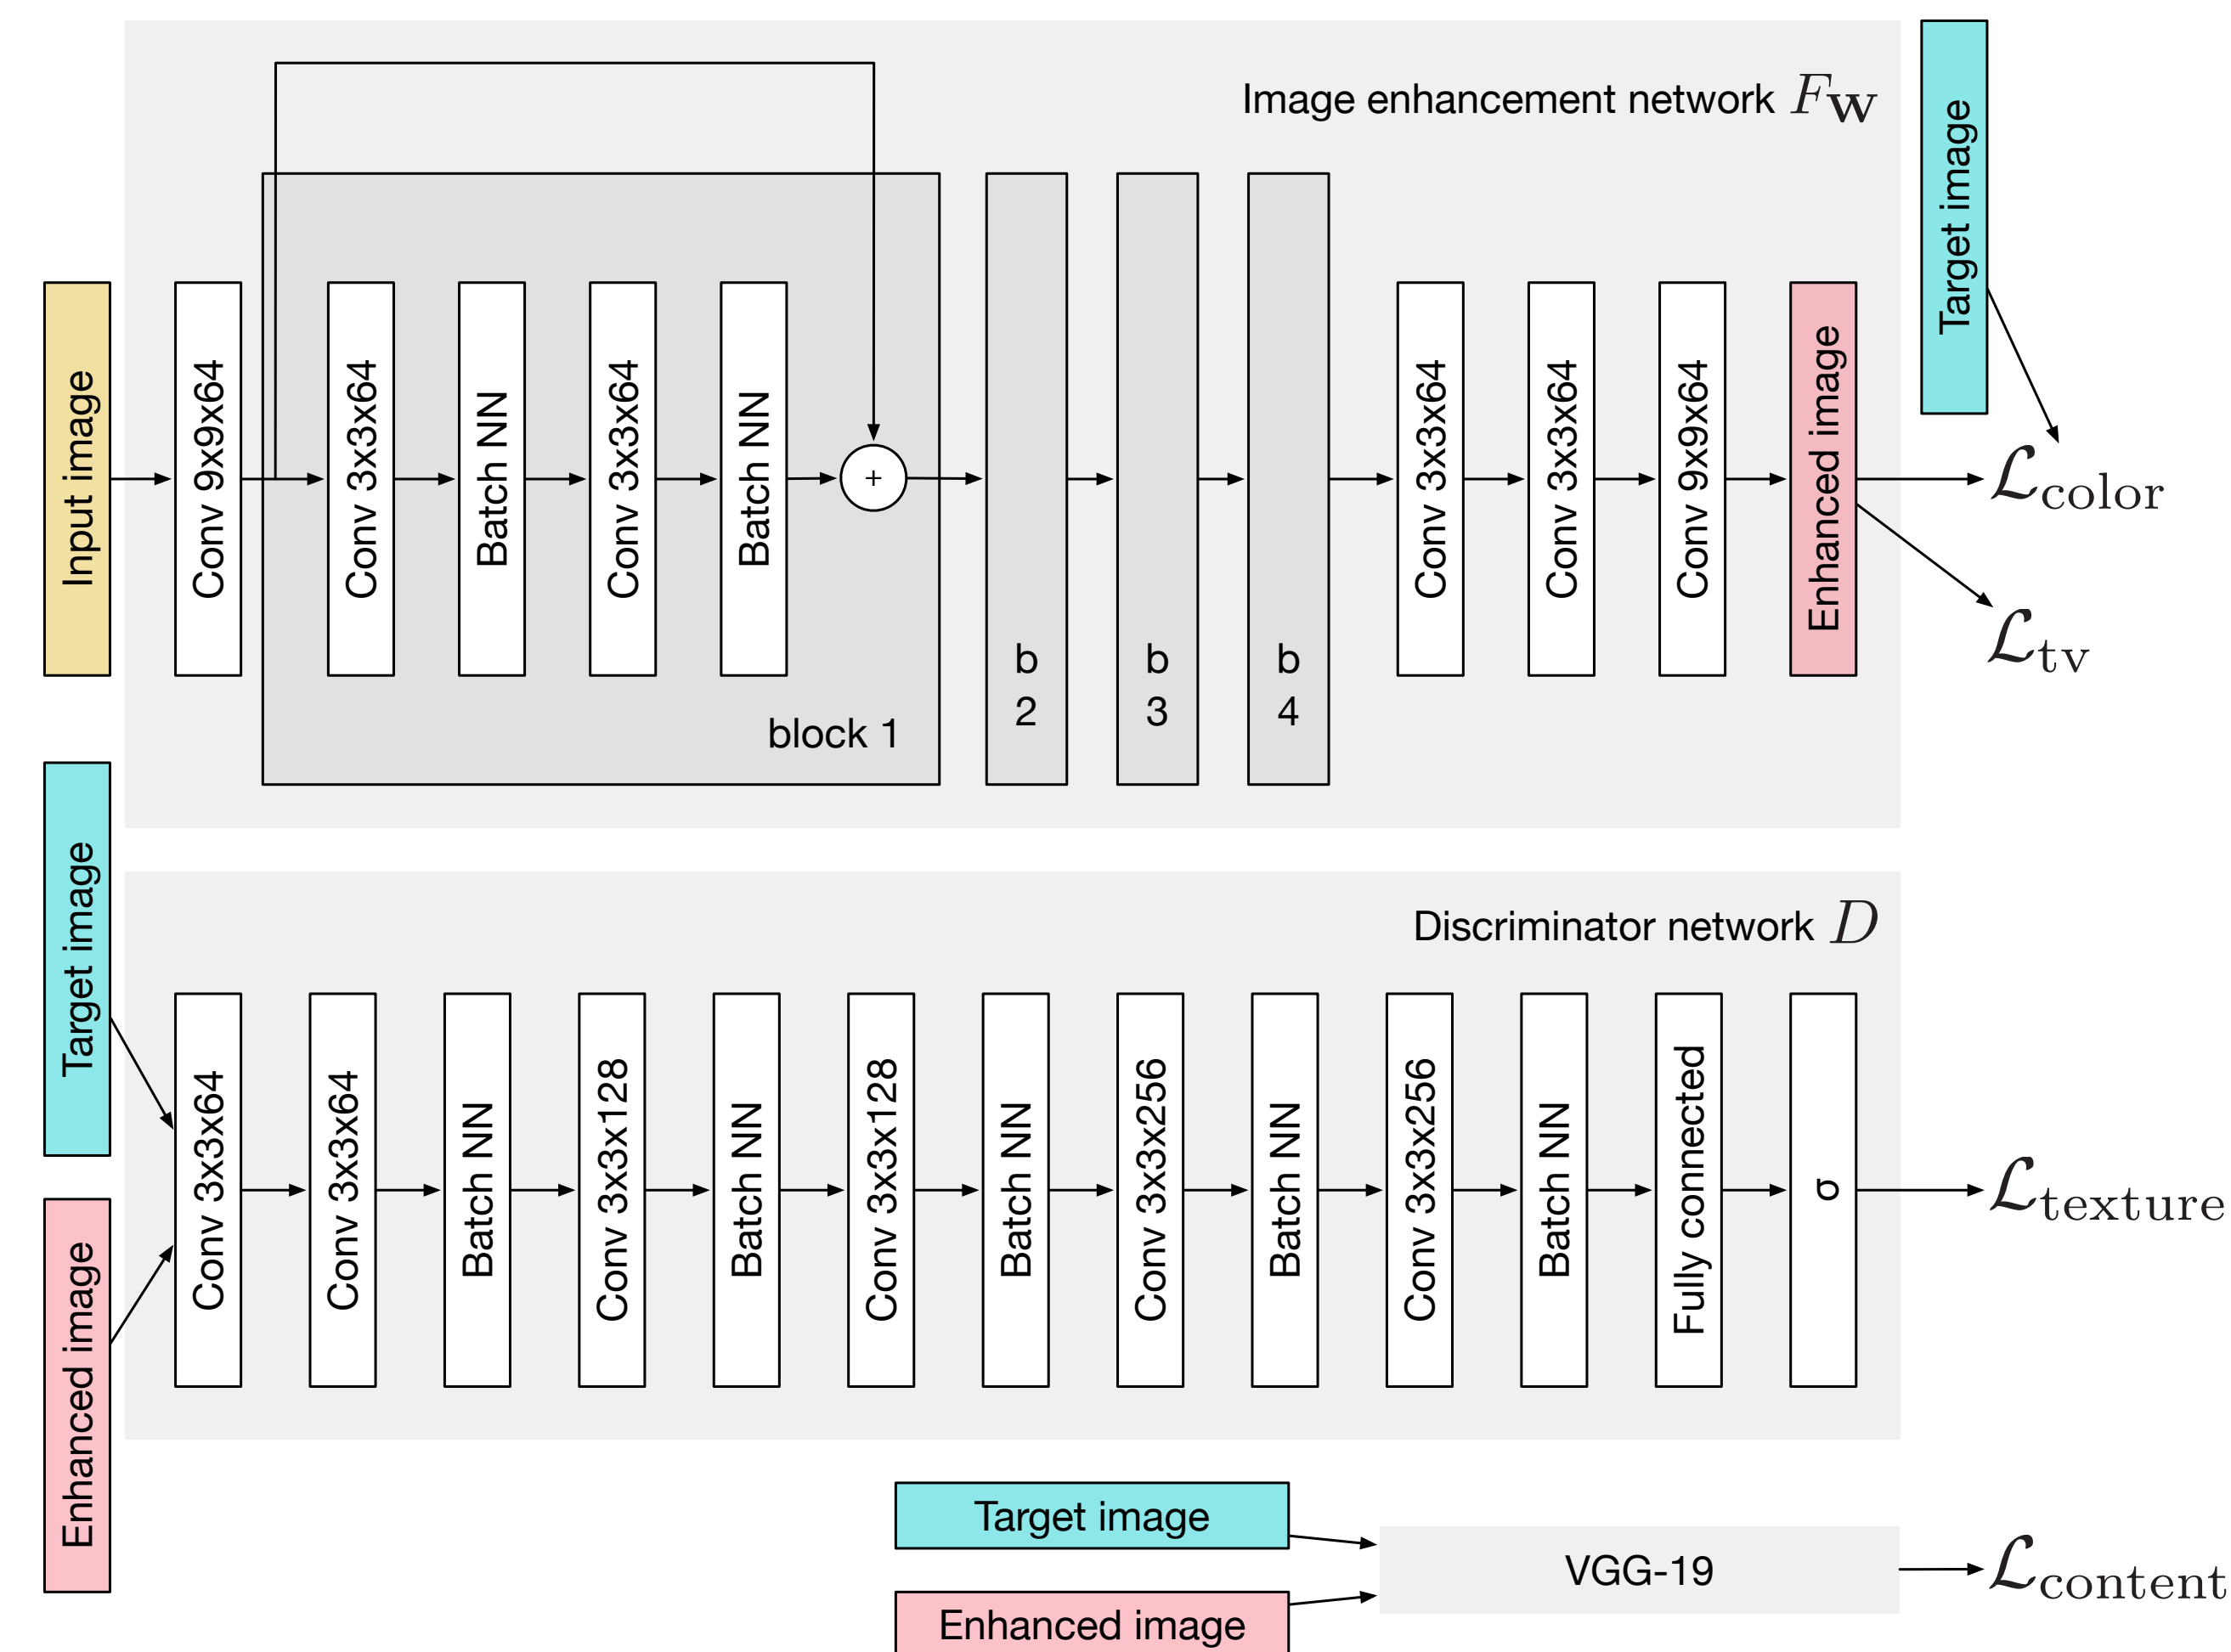 Image enhancement network F_W
Target image
Input image
Conv 9x9x64
Conv 3x3x64
Batch NN
Conv 3x3x64
Batch NN
+
block 1
b
2
b
3
b
4
Conv 3x3x64
Conv 3x3x64
Conv 9x9x64
Enhanced image
ℒcolor
ℒtv
Discriminator network D
Target image
Enhanced image
Conv 3x3x64
Conv 3x3x64
Batch NN
Conv 3x3x128
Batch NN
Conv 3x3x128
Batch NN
Conv 3x3x256
Batch NN
Conv 3x3x256
Batch NN
Fully connected
σ
ℒtexture
Target image
Enhanced image
VGG-19
ℒcontent